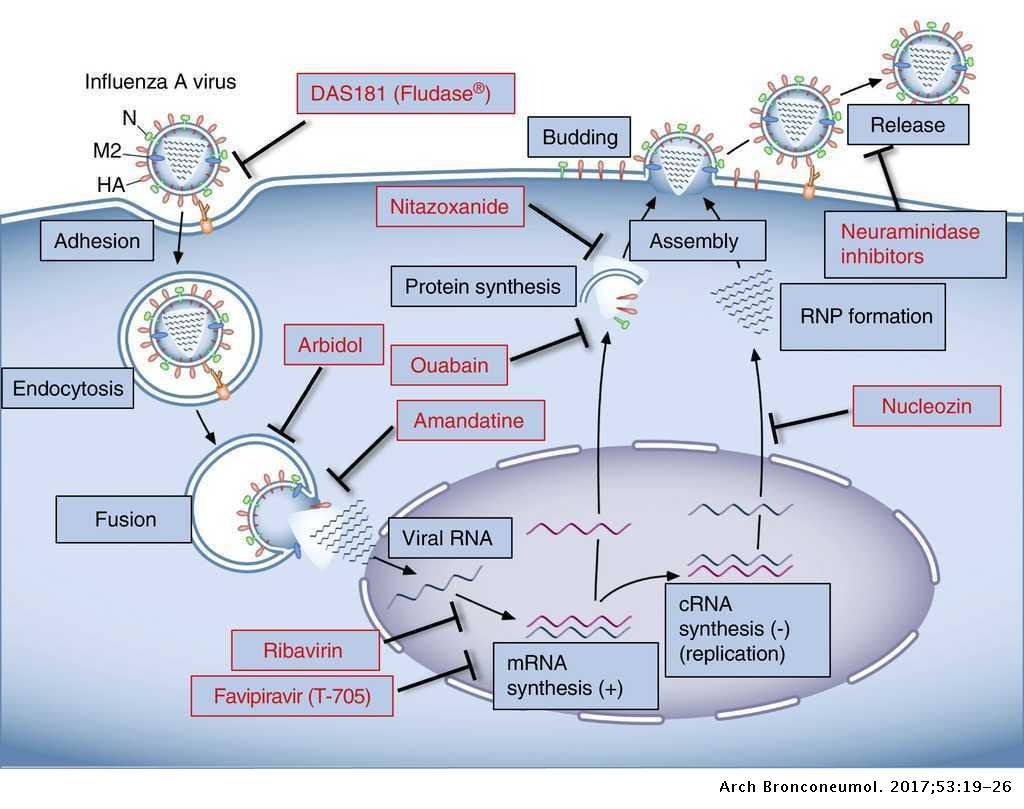 Influenza A virus
N
M2
HA
DAS181 (Fludase®)
Budding
Release
Adhesion
Nitazoxanide
Assembly
Neuraminidase
inhibitors
Protein synthesis
RNP formation
Arbidol
Ouabain
Endocytosis
Amandatine
Nucleozin
Fusion
Viral RNA
cRNA
synthesis (-)
(replication)
Ribavirin
mRNA
synthesis (+)
Favipiravir (T-705)
Arch Bronconeumol. 2017;53:19–26